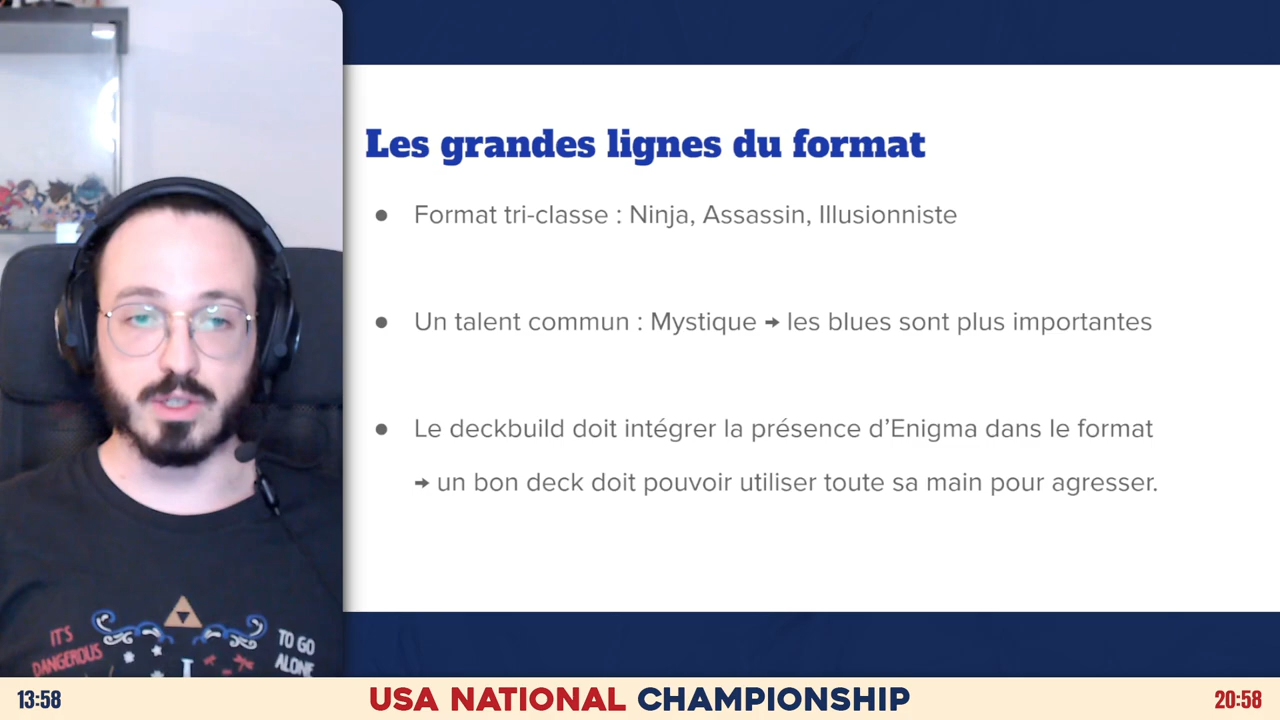 Les grandes lignes du format
● Format tri-classe : Ninja, Assassin, Illusionniste
● Un talent commun : Mystique → les blues sont plus importantes
● Le deckbuild doit intégrer la présence d’Enigma dans le format
→ un bon deck doit pouvoir utiliser toute sa main pour agresser.
IT'S
DANGEROUS
TO GO
ALONE
13:58
USA NATIONAL CHAMPIONSHIP
20:58